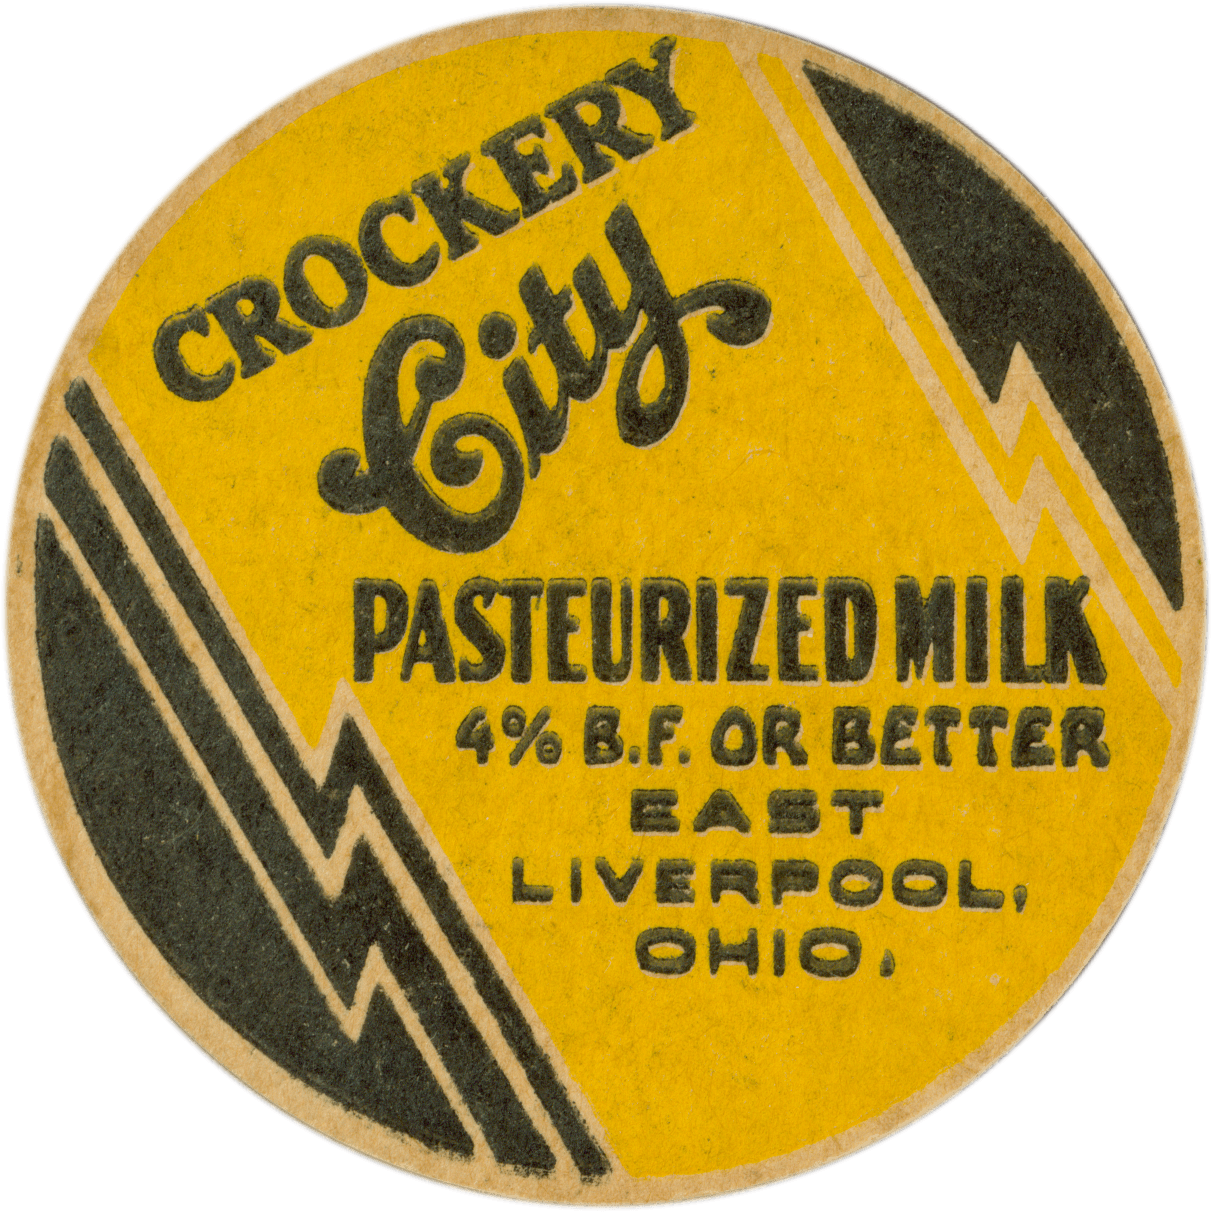 CROCKERY
City
PASTEURIZED MILK
4% B.F. OR BETTER
EAST
LIVERPOOL,
OHIO.